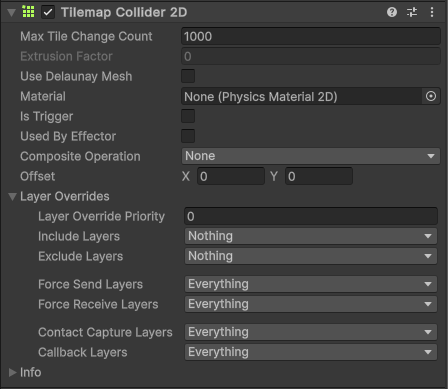 Tilemap Collider 2D
Max Tile Change Count 1000
Extrusion Factor 0
Use Delaunay Mesh
Material None (Physics Material 2D)
Is Trigger
Used By Effector
Composite Operation None
Offset X 0 Y 0
Layer Overrides
Layer Override Priority 0
Include Layers Nothing
Exclude Layers Nothing
Force Send Layers Everything
Force Receive Layers Everything
Contact Capture Layers Everything
Callback Layers Everything
Info